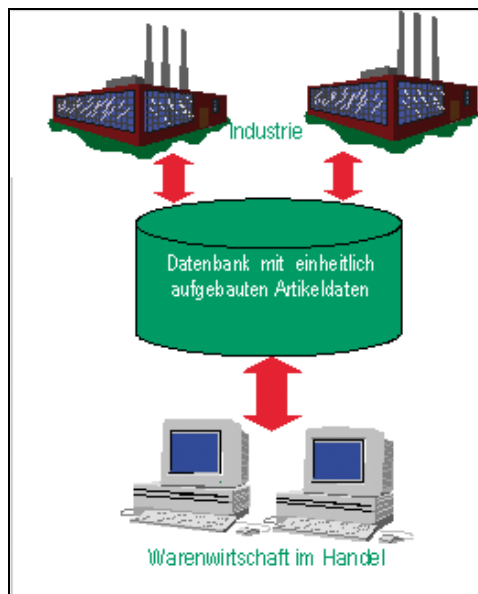 Industrie
Datenbank mit einheitlich
aufgebauten Artikeldaten
Warenwirtschaft im Handel